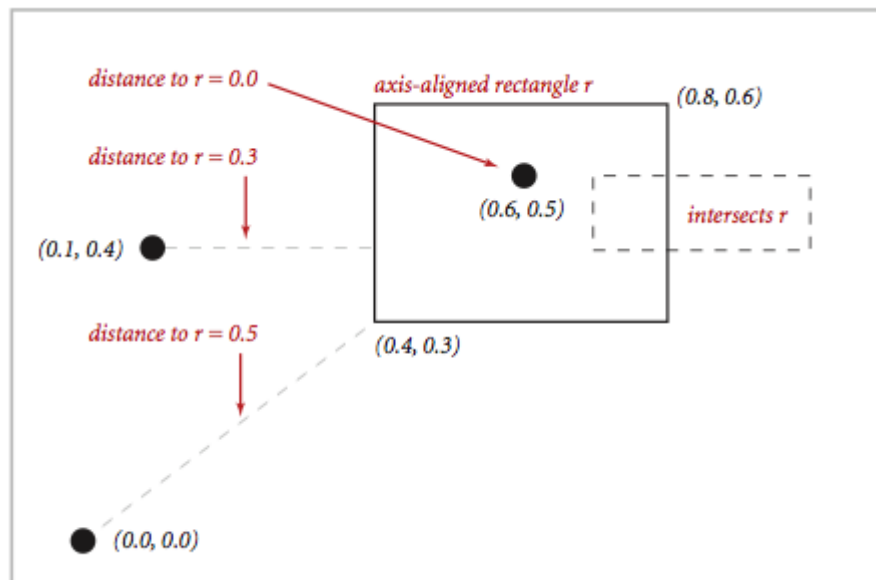 distance to r = 0.0
axis-aligned rectangle r
(0.8, 0.6)
distance to r = 0.3
(0.6, 0.5)
intersects r
(0.1, 0.4)
distance to r = 0.5
(0.4, 0.3)
(0.0, 0.0)